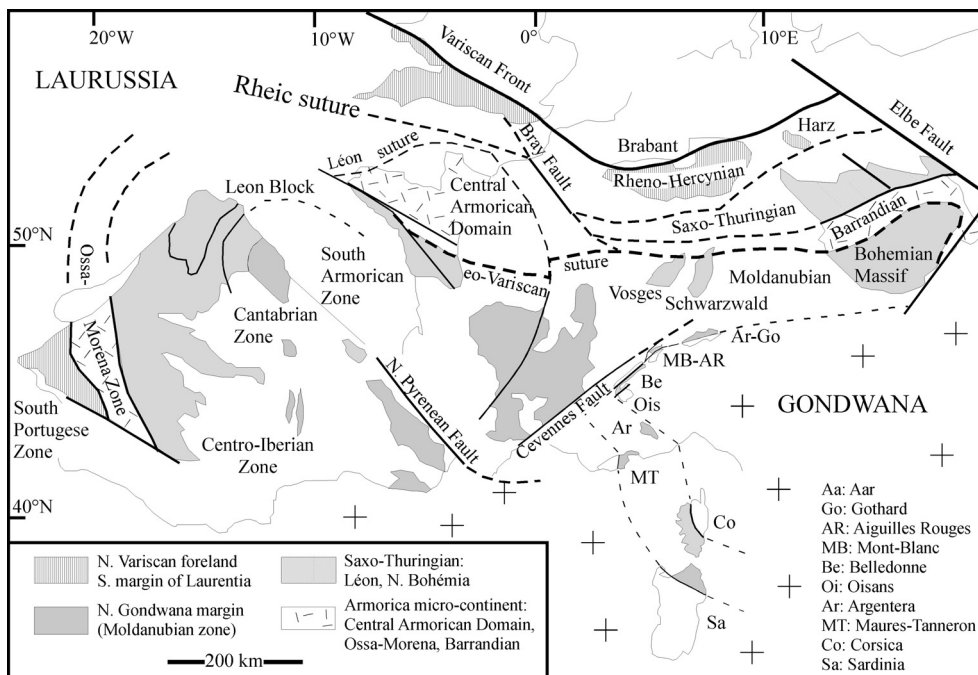 20°W
10°W
0°
10°E
LAURUSSIA
Variscan Front
Rheic suture
Elbe Fault
Harz
Brabant
Bray Fault
Rheno-Hercynian
Léon suture
Leon Block
Central
Armorican
Domain
Saxo-Thuringian
Barrandian
50°N
Ossa-
Morena Zone
South
Armorican
Zone
eo-Variscan
suture
Bohemian
Massif
Moldanubian
Vosges
Schwarzwald
Cantabrian
Zone
Ar-Go
MB-AR
Be
Ois
Ar
N. Pyrenean Fault
Cevennes Fault
GONDWANA
South
Portugese
Zone
Centro-Iberian
Zone
MT
40°N
Co
Sa
Aa: Aar
Go: Gothard
AR: Aiguilles Rouges
MB: Mont-Blanc
Be: Belledonne
Oi: Oisans
Ar: Argentera
MT: Maures-Tanneron
Co: Corsica
Sa: Sardinia
N. Variscan foreland
S. margin of Laurentia
Saxo-Thuringian:
Léon, N. Bohémia
N. Gondwana margin
(Moldanubian zone)
Armorica micro-continent:
Central Armorican Domain,
Ossa-Morena, Barrandian
200 km